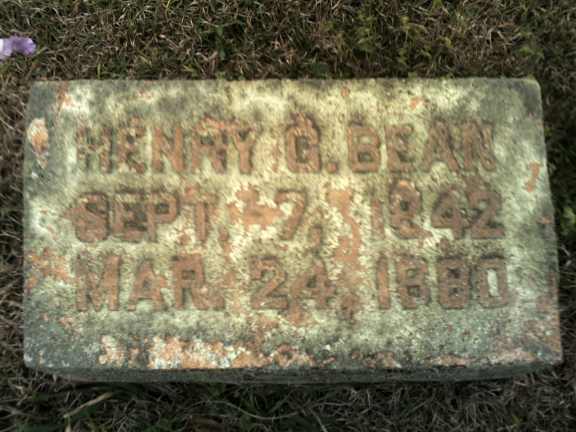 HENRY G. BEAN
SEPT. 7, 1842
MAR. 24, 1880